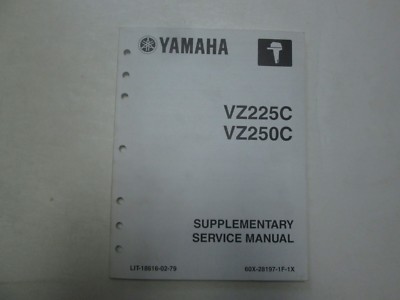 YAMAHA
VZ225C
VZ250C
SUPPLEMENTARY
SERVICE MANUAL
LIT-18616-02-79 60X-28197-1F-1X